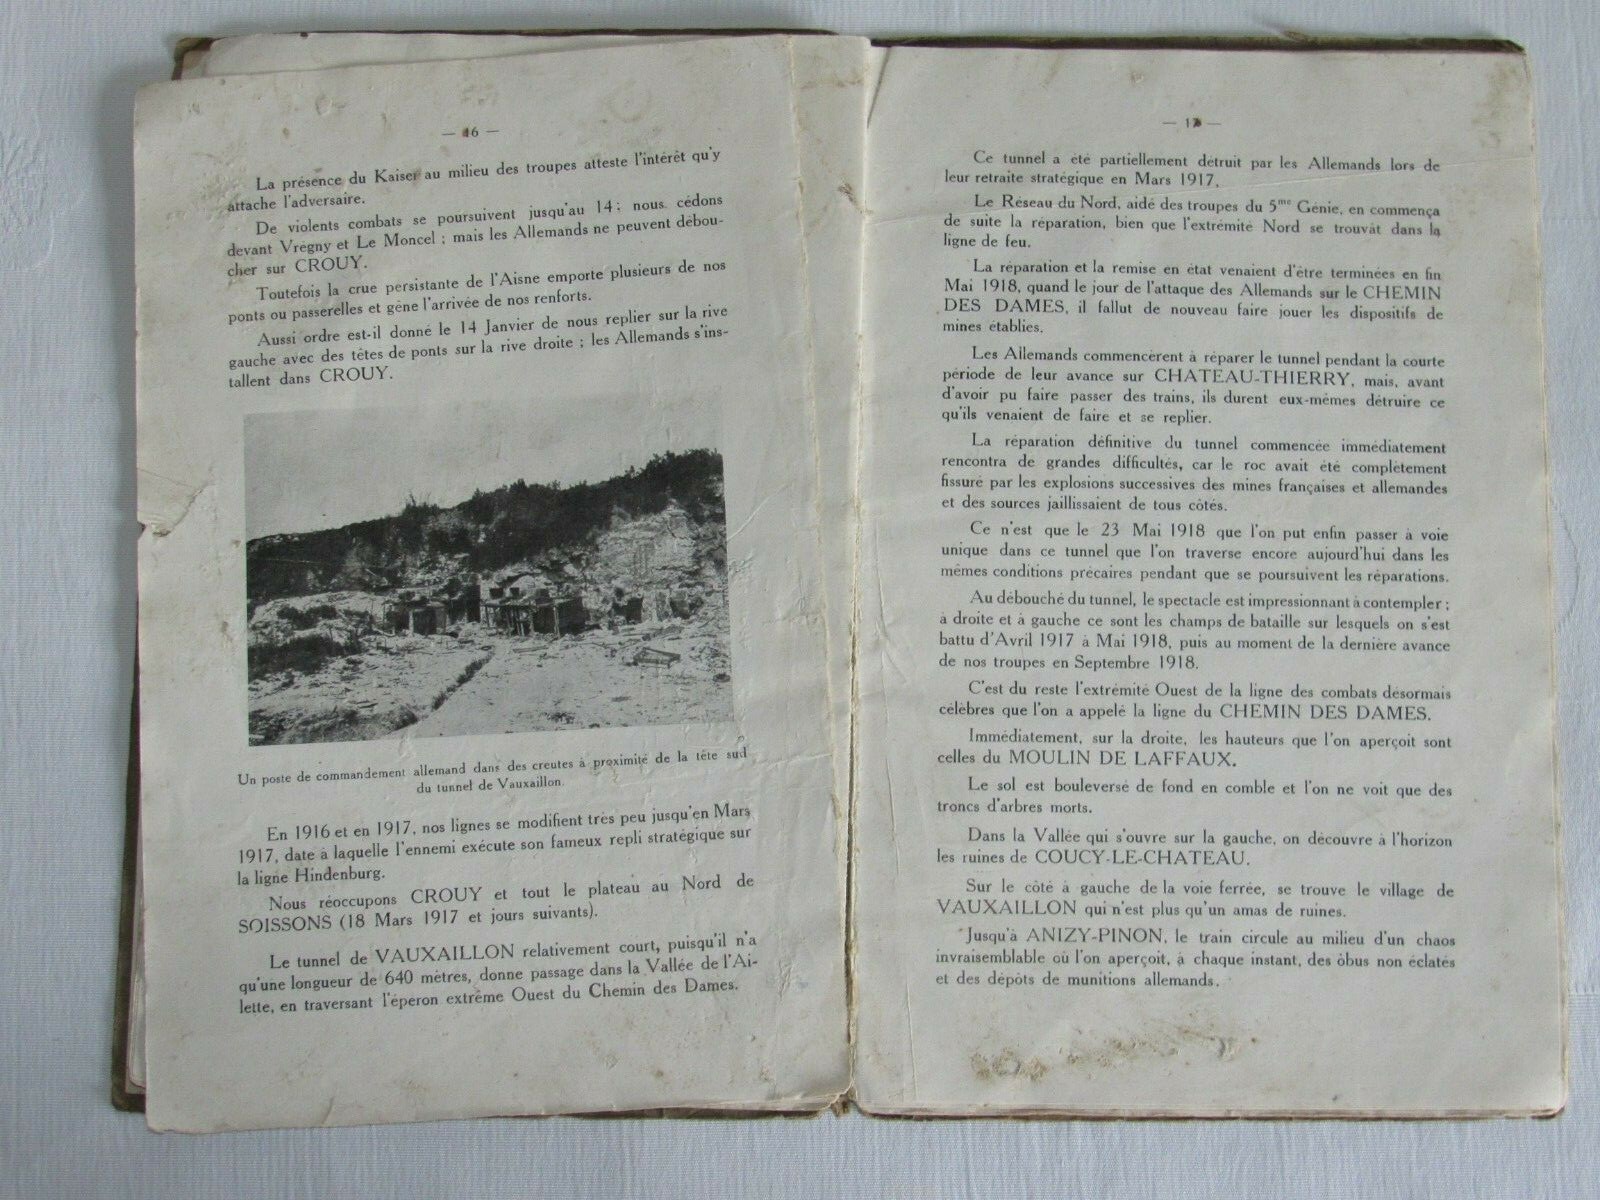 — 16 —
La présence du Kaiser au milieu des troupes atteste l'intérêt qu'y
attache l'adversaire.
De violents combats se poursuivent jusqu'au 14 ; nous cédons
devant Vregny et Le Moncel ; mais les Allemands ne peuvent débou-
cher sur CROUY.
Toutefois la crue persistante de l'Aisne emporte plusieurs de nos
ponts ou passerelles et gêne l'arrivée de nos renforts.
Aussi ordre est-il donné le 14 Janvier de nous replier sur la rive
gauche avec des têtes de ponts sur la rive droite ; les Allemands s'ins-
tallent dans CROUY.
Un poste de commandement allemand dans des creutes à proximité de la tête sud
du tunnel de Vauxaillon.
En 1916 et en 1917, nos lignes se modifient très peu jusqu'en Mars
1917, date à laquelle l'ennemi exécute son fameux repli stratégique sur
la ligne Hindenburg.
Nous réoccupons CROUY et tout le plateau au Nord de
SOISSONS (18 Mars 1917 et jours suivants).
Le tunnel de VAUXAILLON relativement court, puisqu'il n'a
qu'une longueur de 640 mètres, donne passage dans la Vallée de l'Ai-
lette, en traversant l'éperon extrême Ouest du Chemin des Dames.
— 17 —
Ce tunnel a été partiellement détruit par les Allemands lors de
leur retraite stratégique en Mars 1917.
Le Réseau du Nord, aidé des troupes du 5me Génie, en commença
de suite la réparation, bien que l'extrémité Nord se trouvât dans la
ligne de feu.
La réparation et la remise en état venaient d'être terminées en fin
Mai 1918, quand le jour de l'attaque des Allemands sur le CHEMIN
DES DAMES, il fallut de nouveau faire jouer les dispositifs de
mines établies.
Les Allemands commencèrent à réparer le tunnel pendant la courte
période de leur avance sur CHATEAU-THIERRY, mais, avant
d'avoir pu faire passer des trains, ils durent eux-mêmes détruire ce
qu'ils venaient de faire et se replier.
La réparation définitive du tunnel commencée immédiatement
rencontra de grandes difficultés, car le roc avait été complètement
fissuré par les explosions successives des mines françaises et allemandes
et des sources jaillissaient de tous côtés.
Ce n'est que le 23 Mai 1918 que l'on put enfin passer à voie
unique dans ce tunnel que l'on traverse encore aujourd'hui dans les
mêmes conditions précaires pendant que se poursuivent les réparations.
Au débouché du tunnel, le spectacle est impressionnant à contempler ;
à droite et à gauche ce sont les champs de bataille sur lesquels on s'est
battu d'Avril 1917 à Mai 1918, puis au moment de la dernière avance
de nos troupes en Septembre 1918.
C'est du reste l'extrémité Ouest de la ligne des combats désormais
célèbres que l'on a appelé la ligne du CHEMIN DES DAMES.
Immédiatement, sur la droite, les hauteurs que l'on aperçoit sont
celles du MOULIN DE LAFFAUX.
Le sol est bouleversé de fond en comble et l'on ne voit que des
troncs d'arbres morts.
Dans la Vallée qui s'ouvre sur la gauche, on découvre à l'horizon
les ruines de COUCY-LE-CHATEAU.
Sur le côté à gauche de la voie ferrée, se trouve le village de
VAUXAILLON qui n'est plus qu'un amas de ruines.
Jusqu'à ANIZY-PINON, le train circule au milieu d'un chaos
invraisemblable où l'on aperçoit, à chaque instant, des obus non éclatés
et des dépôts de munitions allemands.